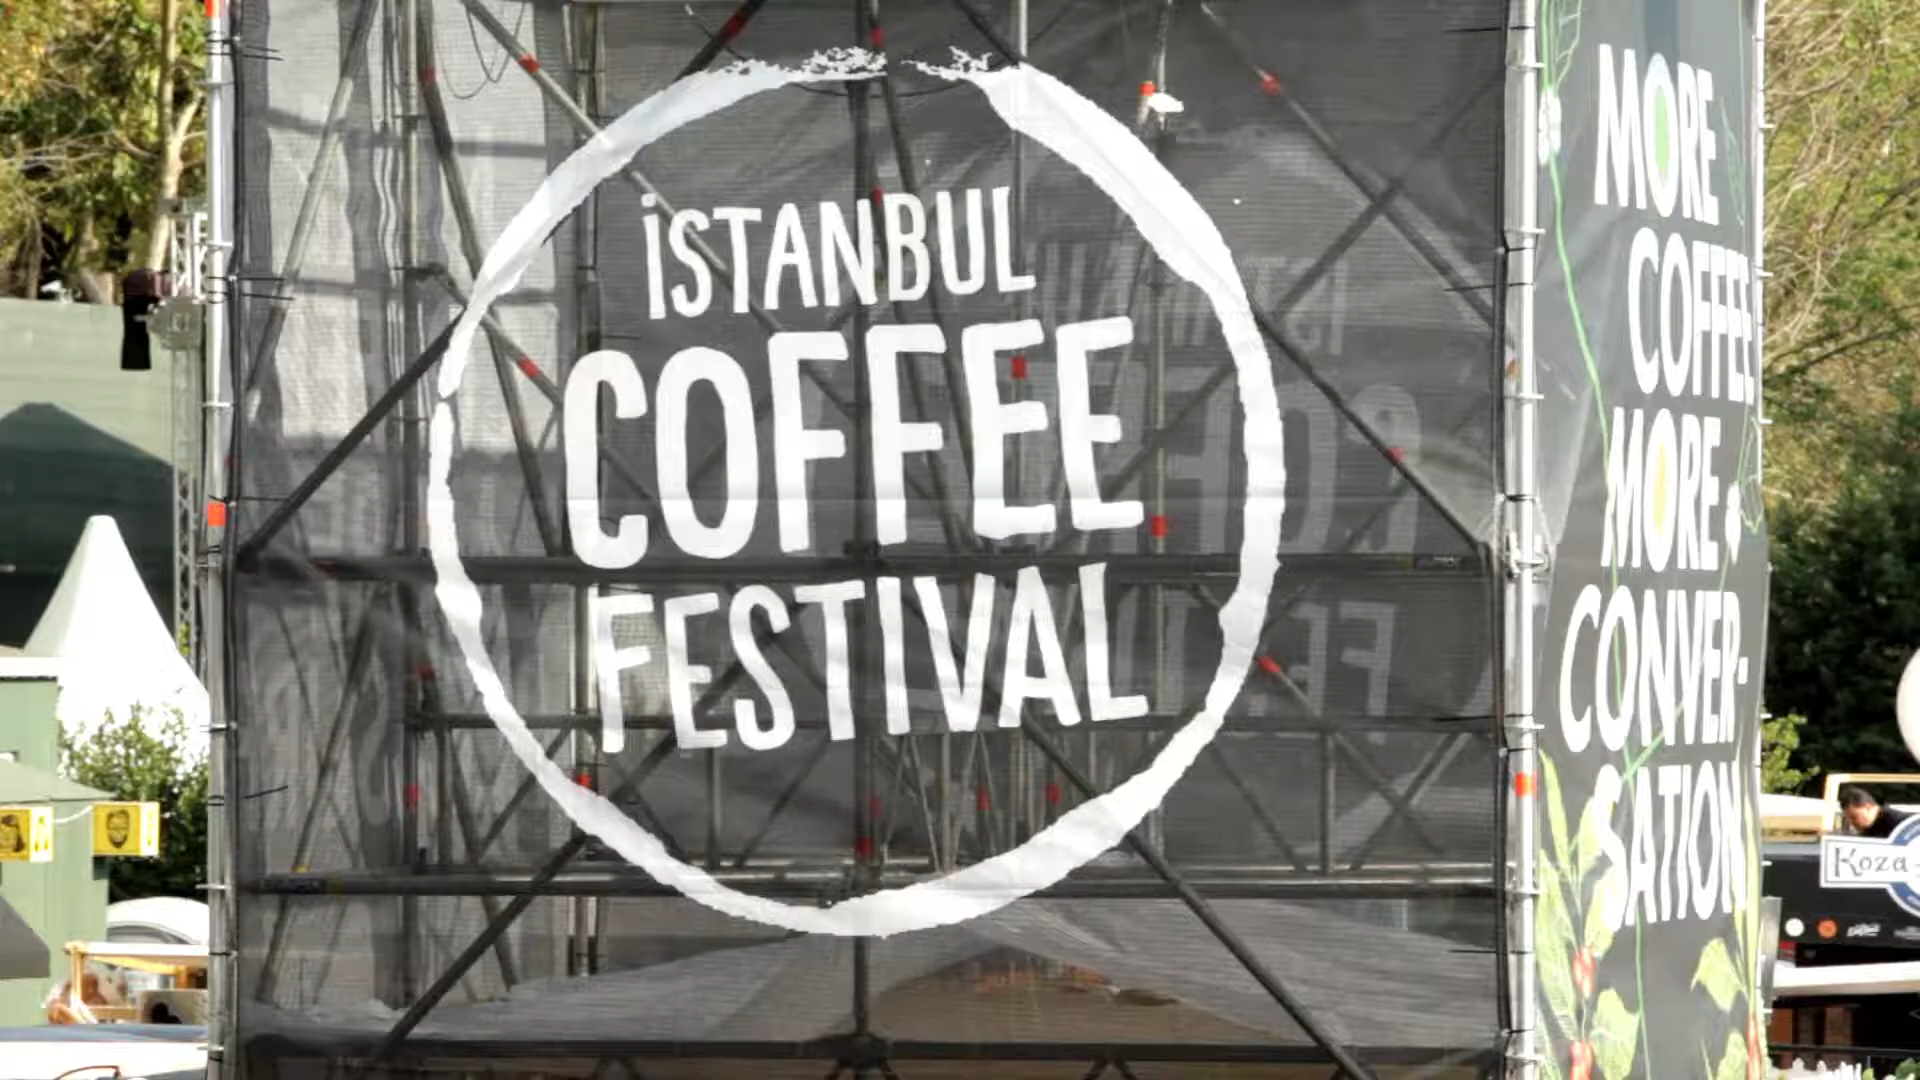 İSTANBUL
COFFEE
FESTIVAL
MORE
COFFEE
MORE
CONVER-
SATION
Koza